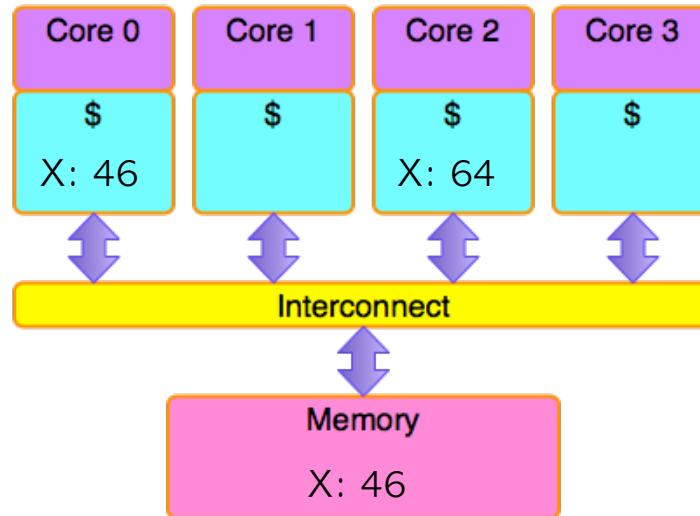 Core 0 Core 1 Core 2 Core 3
$ $ $ $
X: 46 X: 64
Interconnect
Memory
X: 46